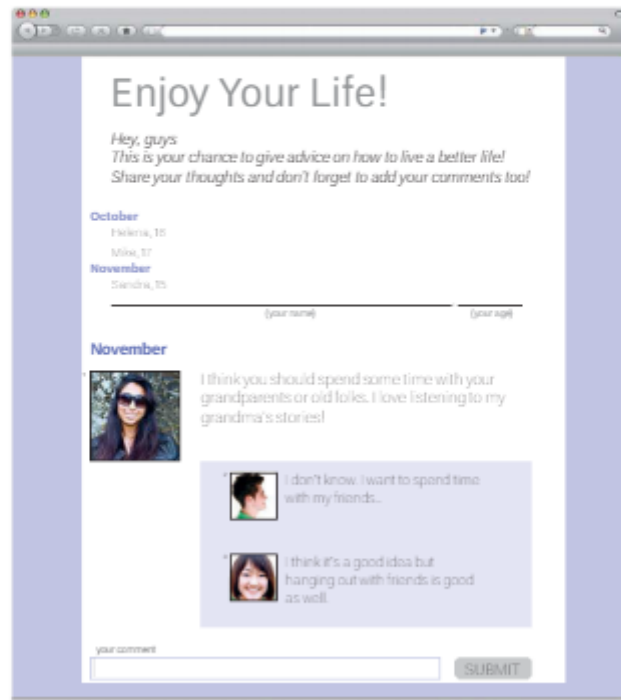 Enjoy Your Life!
Hey, guys
This is your chance to give advice on how to live a better life!
Share your thoughts and don't forget to add your comments too!
October
Helena, 16
Mike, 17
November
Sandra, 15
(your name) (your age)
November
I think you should spend some time with your
grandparents or old folks. I love listening to my
grandma's stories!
I don't know. I want to spend time
with my friends...
I think it's a good idea but
hanging out with friends is good
as well.
your comment
SUBMIT